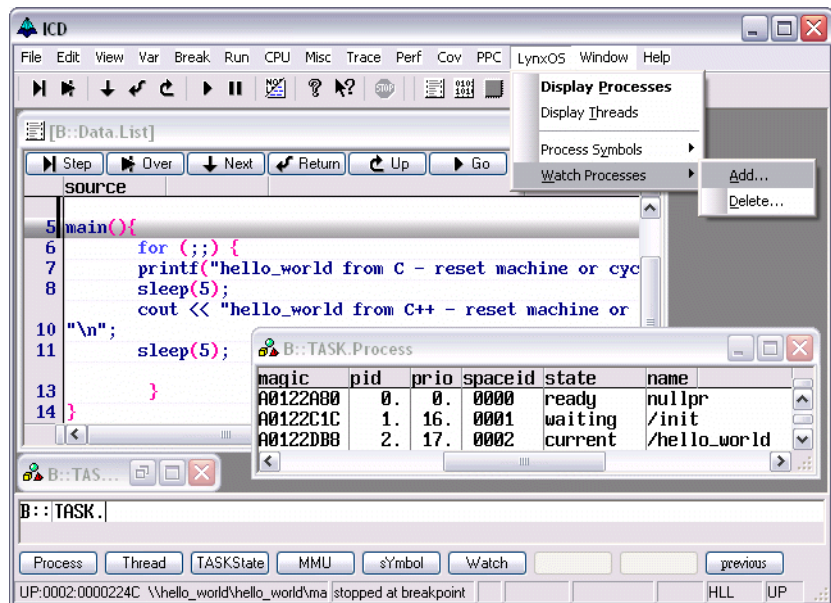 ICD
File Edit View Var Break Run CPU Misc Trace Perf Cov PPC LynxOS Window Help
NOP
STOP
Display Processes
Display Threads
Process Symbols
Watch Processes
Add...
Delete...
[B::Data.List]
Step Over Next Return Up Go
source
5 main(){
6 for (;;) {
7 printf("hello_world from C - reset machine or cyc
8 sleep(5);
cout << "hello_world from C++ - reset machine or
10 "\n";
11 sleep(5);
13 }
14 }
B::TASK.Process
magic pid prio spaceid state name
A0122A80 0. 0. 0000 ready nullpr
A0122C1C 1. 16. 0001 waiting /init
A0122DB8 2. 17. 0002 current /hello_world
B::TAS...
B::TASK.
Process Thread TASKState MMU sYmbol Watch previous
UP:0002:0000224C \\hello_world\hello_world\ma stopped at breakpoint HLL UP